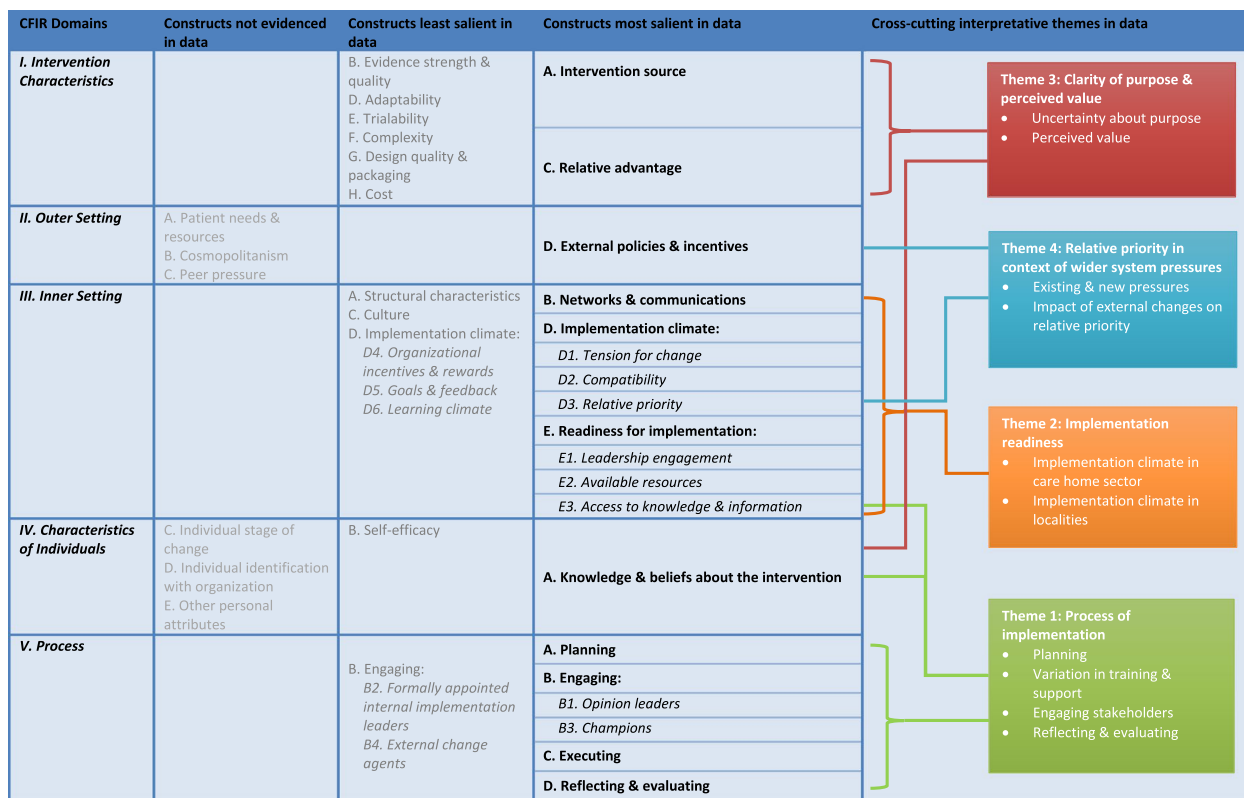 CFIR Domains
Constructs not evidenced
in data
Constructs least salient in
data
Constructs most salient in data
Cross-cutting interpretative themes in data
I. Intervention
Characteristics
B. Evidence strength &
quality
D. Adaptability
E. Trialability
F. Complexity
G. Design quality &
packaging
H. Cost
A. Intervention source
C. Relative advantage
II. Outer Setting
A. Patient needs &
resources
B. Cosmopolitanism
C. Peer pressure
D. External policies & incentives
III. Inner Setting
A. Structural characteristics
C. Culture
D. Implementation climate:
D4. Organizational
incentives & rewards
D5. Goals & feedback
D6. Learning climate
B. Networks & communications
D. Implementation climate:
D1. Tension for change
D2. Compatibility
D3. Relative priority
E. Readiness for implementation:
E1. Leadership engagement
E2. Available resources
E3. Access to knowledge & information
IV. Characteristics
of Individuals
C. Individual stage of
change
D. Individual identification
with organization
E. Other personal
attributes
B. Self-efficacy
A. Knowledge & beliefs about the intervention
V. Process
B. Engaging:
B2. Formally appointed
internal implementation
leaders
B4. External change
agents
A. Planning
B. Engaging:
B1. Opinion leaders
B3. Champions
C. Executing
D. Reflecting & evaluating
Theme 3: Clarity of purpose &
perceived value
• Uncertainty about purpose
• Perceived value
Theme 4: Relative priority in
context of wider system pressures
• Existing & new pressures
• Impact of external changes on
relative priority
Theme 2: Implementation
readiness
• Implementation climate in
care home sector
• Implementation climate in
localities
Theme 1: Process of
implementation
• Planning
• Variation in training &
support
• Engaging stakeholders
• Reflecting & evaluating